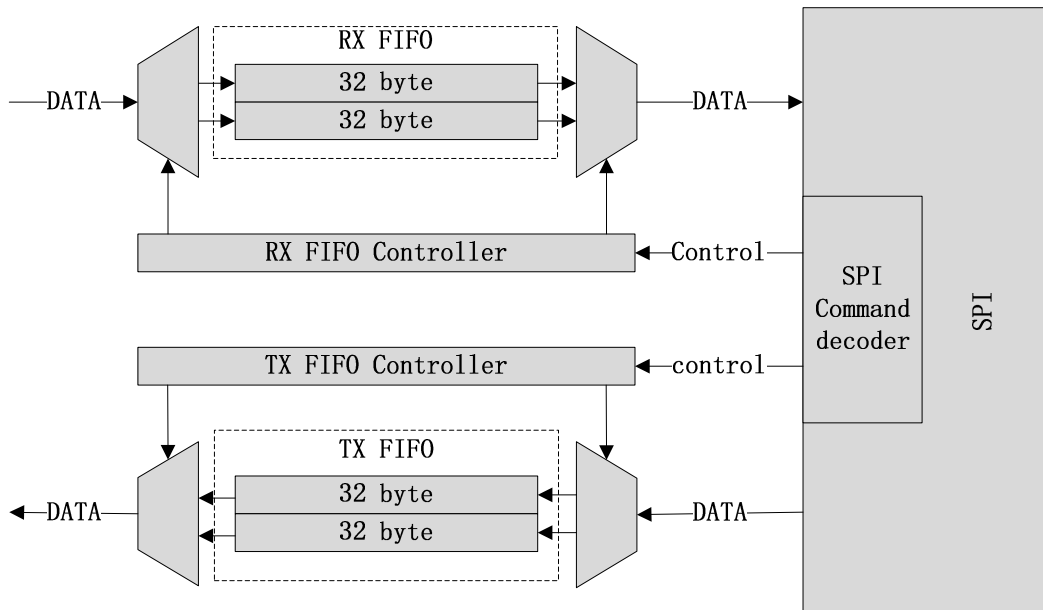 RX FIFO
32 byte
DATA
DATA
32 byte
RX FIFO Controller
Control
SPI
Command
decoder
SPI
TX FIFO Controller
control
TX FIFO
32 byte
DATA
DATA
32 byte